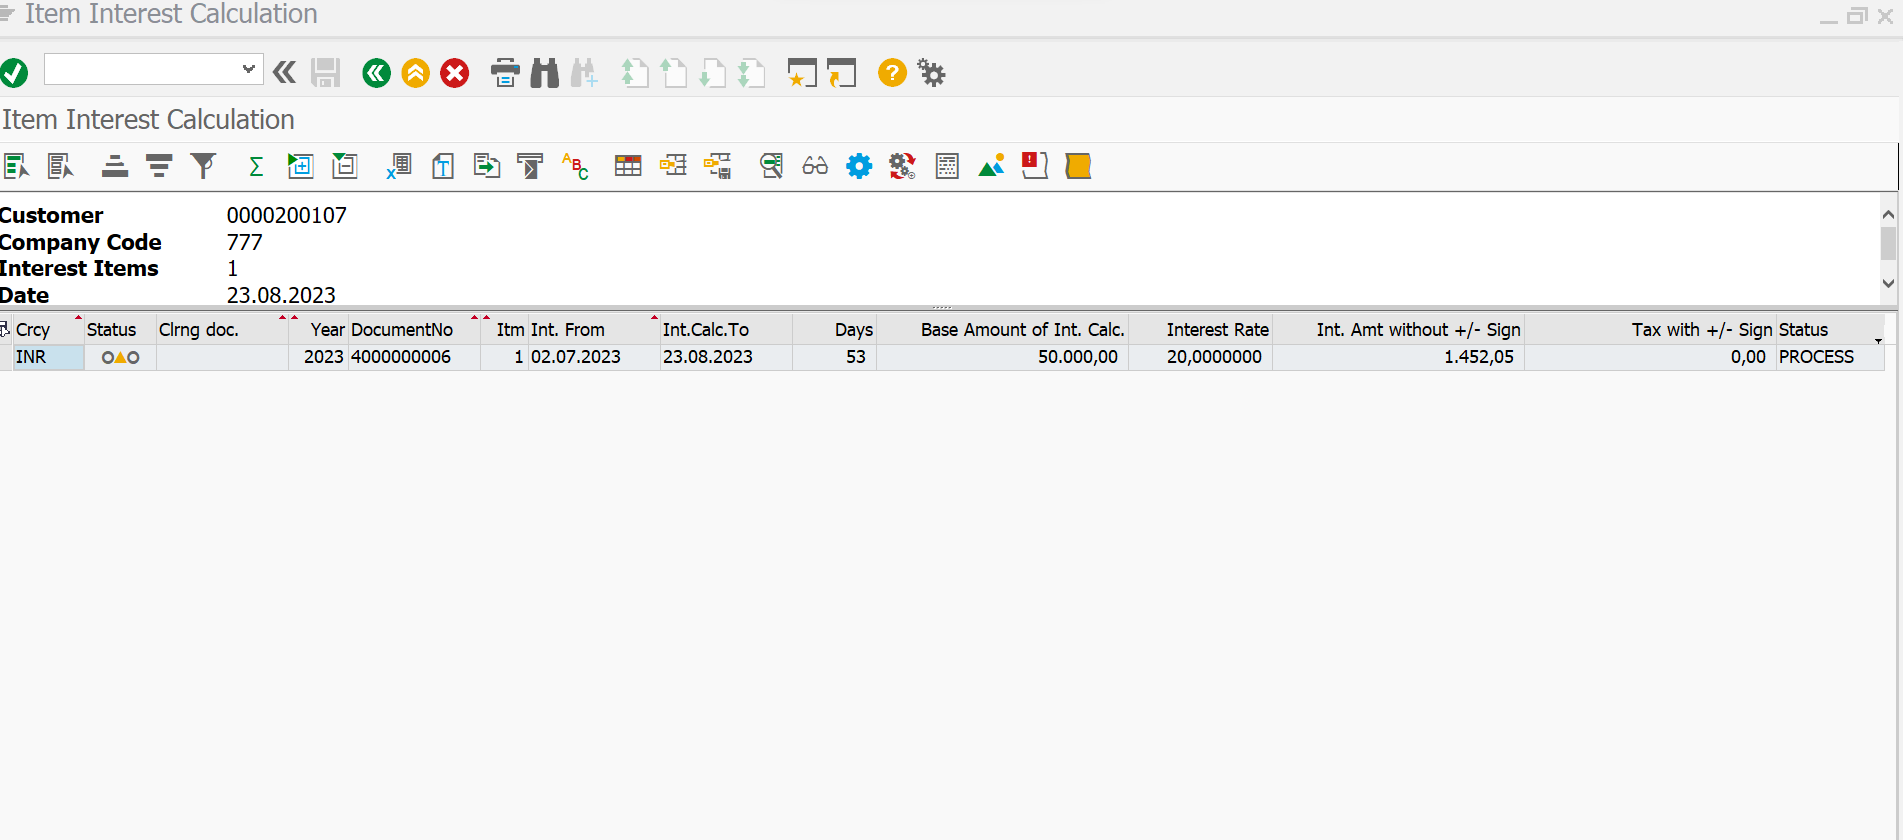 Item Interest Calculation
Item Interest Calculation
Customer 0000200107
Company Code 777
Interest Items 1
Date 23.08.2023
Crcy Status Clrng doc. Year DocumentNo Itm Int. From Int.Calc.To Days Base Amount of Int. Calc. Interest Rate Int. Amt without +/- Sign Tax with +/- Sign Status
INR 2023 4000000006 1 02.07.2023 23.08.2023 53 50.000,00 20,0000000 1.452,05 0,00 PROCESS